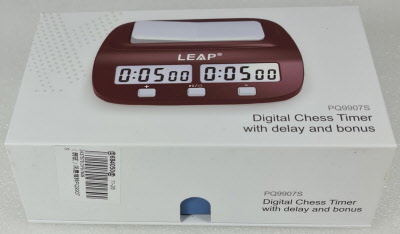 LEAP®
0:05 00 0:05 00
PQ9907S
Digital Chess Timer
with delay and bonus
PQ9907S
Digital Chess Timer
with delay and bonus